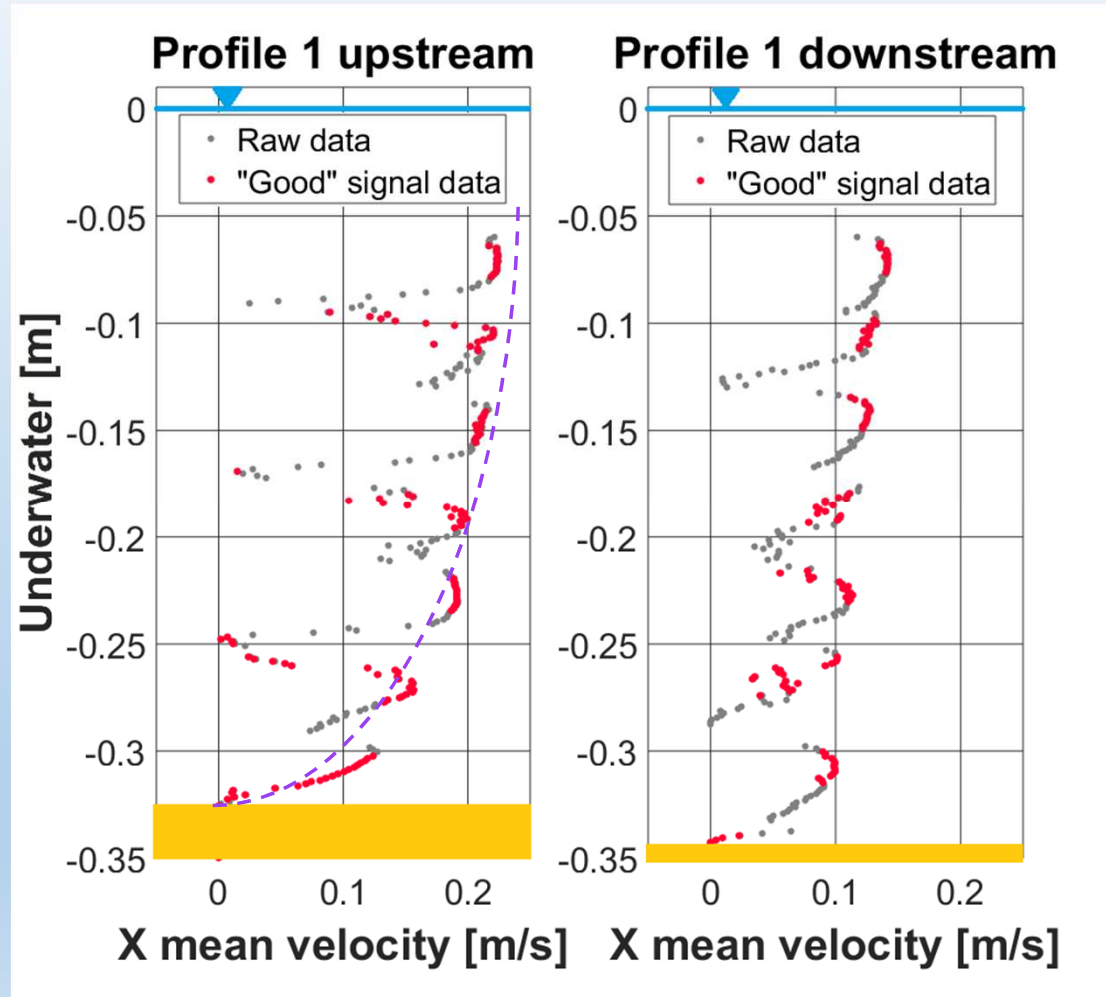 Profile 1 upstream
Underwater [m]
0
-0.05
-0.1
-0.15
-0.2
-0.25
-0.3
-0.35
Raw data
"Good" signal data
0 0.1 0.2
X mean velocity [m/s]
Profile 1 downstream
0
-0.05
-0.1
-0.15
-0.2
-0.25
-0.3
-0.35
Raw data
"Good" signal data
0 0.1 0.2
X mean velocity [m/s]